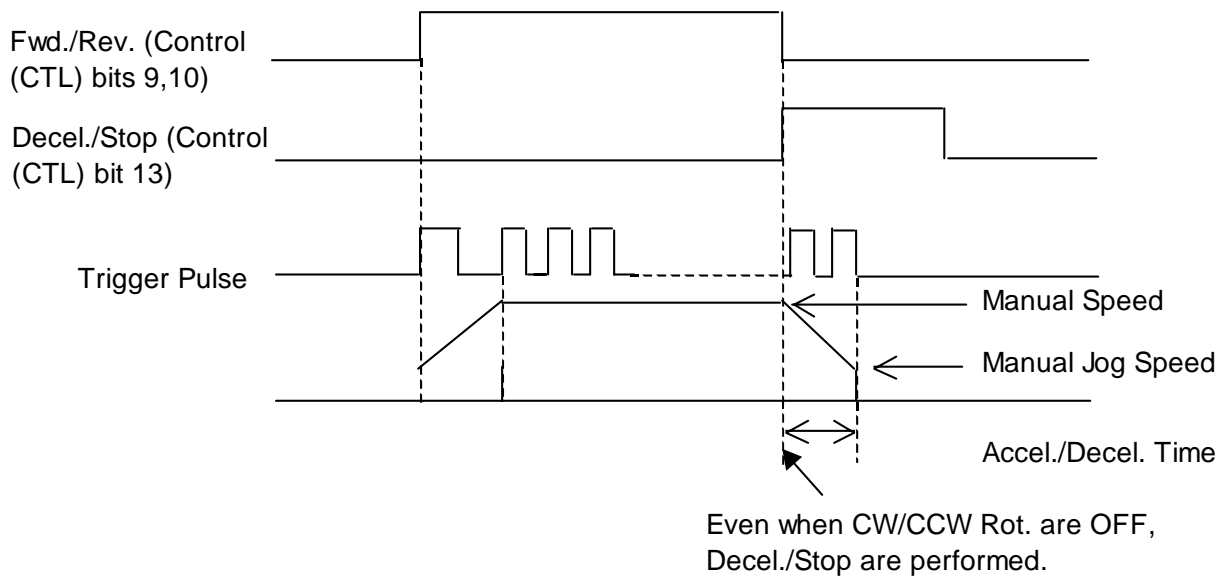 Fwd./Rev. (Control
(CTL) bits 9,10)
Decel./Stop (Control
(CTL) bit 13)
Trigger Pulse
Manual Speed
Manual Jog Speed
Accel./Decel. Time
Even when CW/CCW Rot. are OFF,
Decel./Stop are performed.